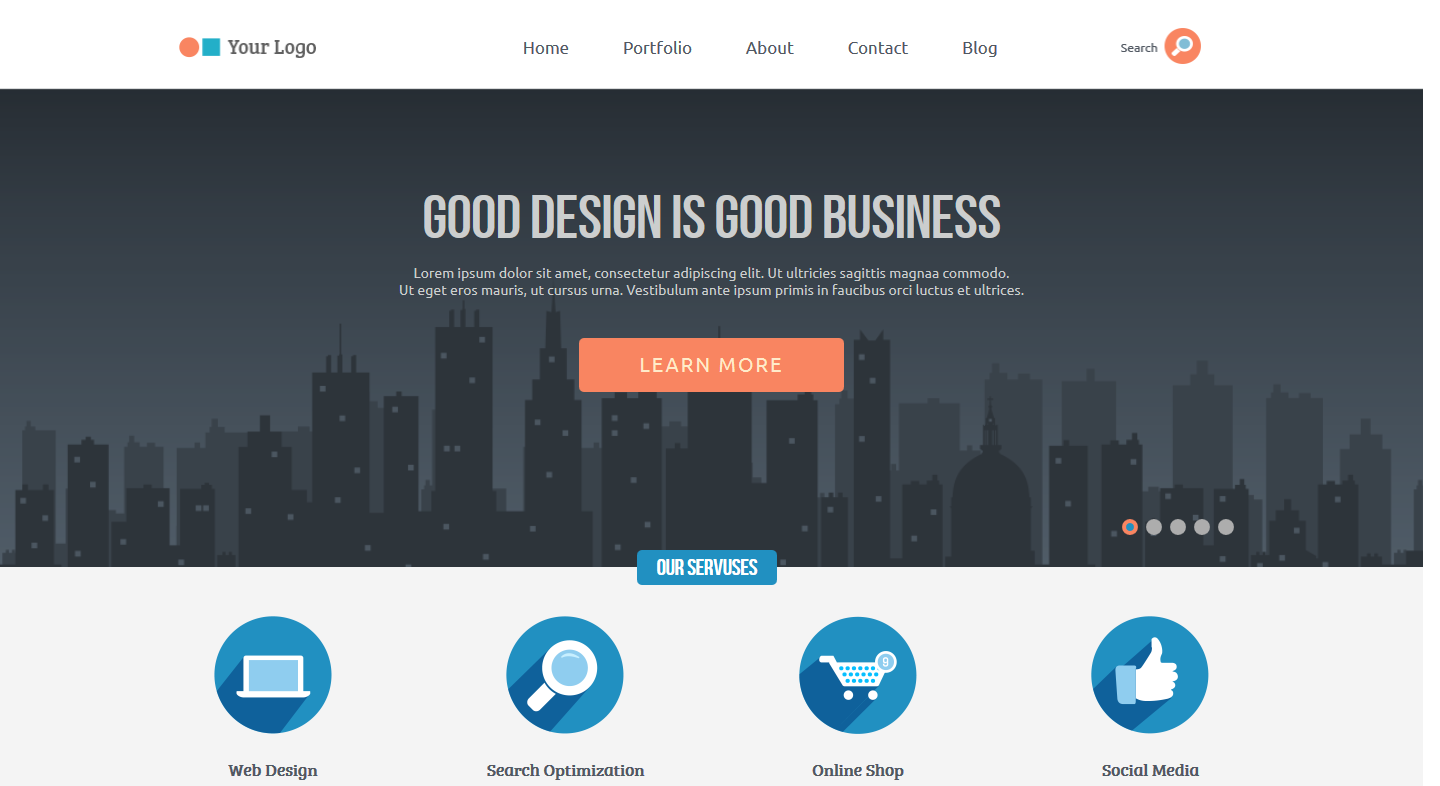 Your Logo
Home
Portfolio
About
Contact
Blog
Search
GOOD DESIGN IS GOOD BUSINESS
Lorem ipsum dolor sit amet, consectetur adipiscing elit. Ut ultricies sagittis magnaa commodo.
Ut eget eros mauris, ut cursus urna. Vestibulum ante ipsum primis in faucibus orci luctus et ultrices.
LEARN MORE
OUR SERVUSES
9
Web Design
Search Optimization
Online Shop
Social Media